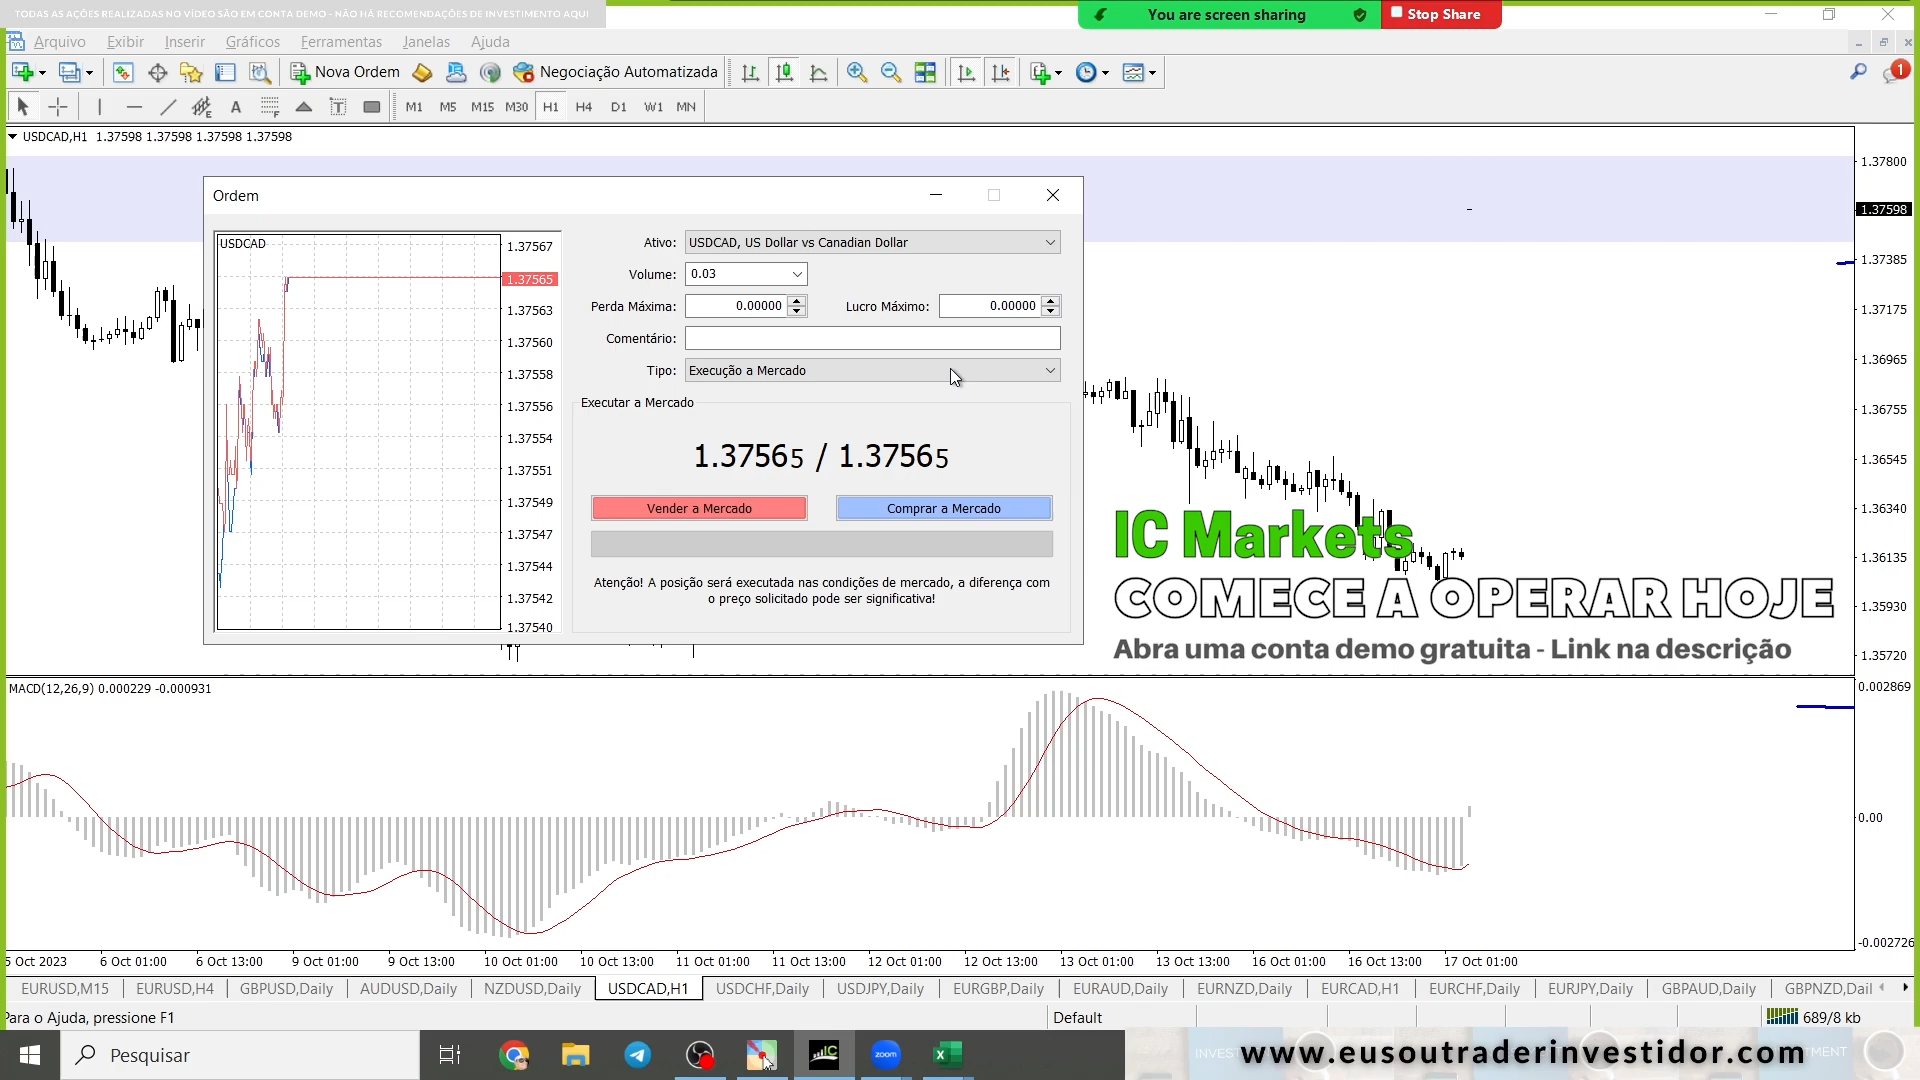 TODAS AS AÇÕES REALIZADAS NO VÍDEO SÃO EM CONTA DEMO - NÃO HÁ RECOMENDAÇÕES DE INVESTIMENTO AQUI
You are screen sharing
Stop Share
Arquivo Exibir Inserir Gráficos Ferramentas Janelas Ajuda
Nova Ordem Negociação Automatizada
1
A M1 M5 M15 M30 H1 H4 D1 W1 MN
USDCAD,H1 1.37598 1.37598 1.37598 1.37598
1.37800
1.37598
1.37385
1.37175
1.36965
1.36755
1.36545
1.36340
1.36135
1.35930
1.35720
Ordem
USDCAD
1.37567
1.37565
1.37563
1.37560
1.37558
1.37556
1.37554
1.37551
1.37549
1.37547
1.37544
1.37542
1.37540
Ativo: USDCAD, US Dollar vs Canadian Dollar
Volume: 0.03
Perda Máxima: 0.00000 Lucro Máximo: 0.00000
Comentário:
Tipo: Execução a Mercado
Executar a Mercado
1.37565 / 1.37565
Vender a Mercado Comprar a Mercado
Atenção! A posição será executada nas condições de mercado, a diferença com
o preço solicitado pode ser significativa!
IC Markets
COMECE A OPERAR HOJE
Abra uma conta demo gratuita - Link na descrição
MACD(12,26,9) 0.000229 -0.000931
0.002869
0.00
-0.002726
5 Oct 2023 6 Oct 01:00 6 Oct 13:00 9 Oct 01:00 9 Oct 13:00 10 Oct 01:00 10 Oct 13:00 11 Oct 01:00 11 Oct 13:00 12 Oct 01:00 12 Oct 13:00 13 Oct 01:00 13 Oct 13:00 16 Oct 01:00 16 Oct 13:00 17 Oct 01:00
EURUSD,M15 EURUSD,H4 GBPUSD,Daily AUDUSD,Daily NZDUSD,Daily USDCAD,H1 USDCHF,Daily USDJPY,Daily EURGBP,Daily EURAUD,Daily EURNZD,Daily EURCAD,H1 EURCHF,Daily EURJPY,Daily GBPAUD,Daily GBPNZD,Dail
Para o Ajuda, pressione F1
Default
689/8 kb
Pesquisar
IC
zoom
www.eusoutraderinvestidor.com